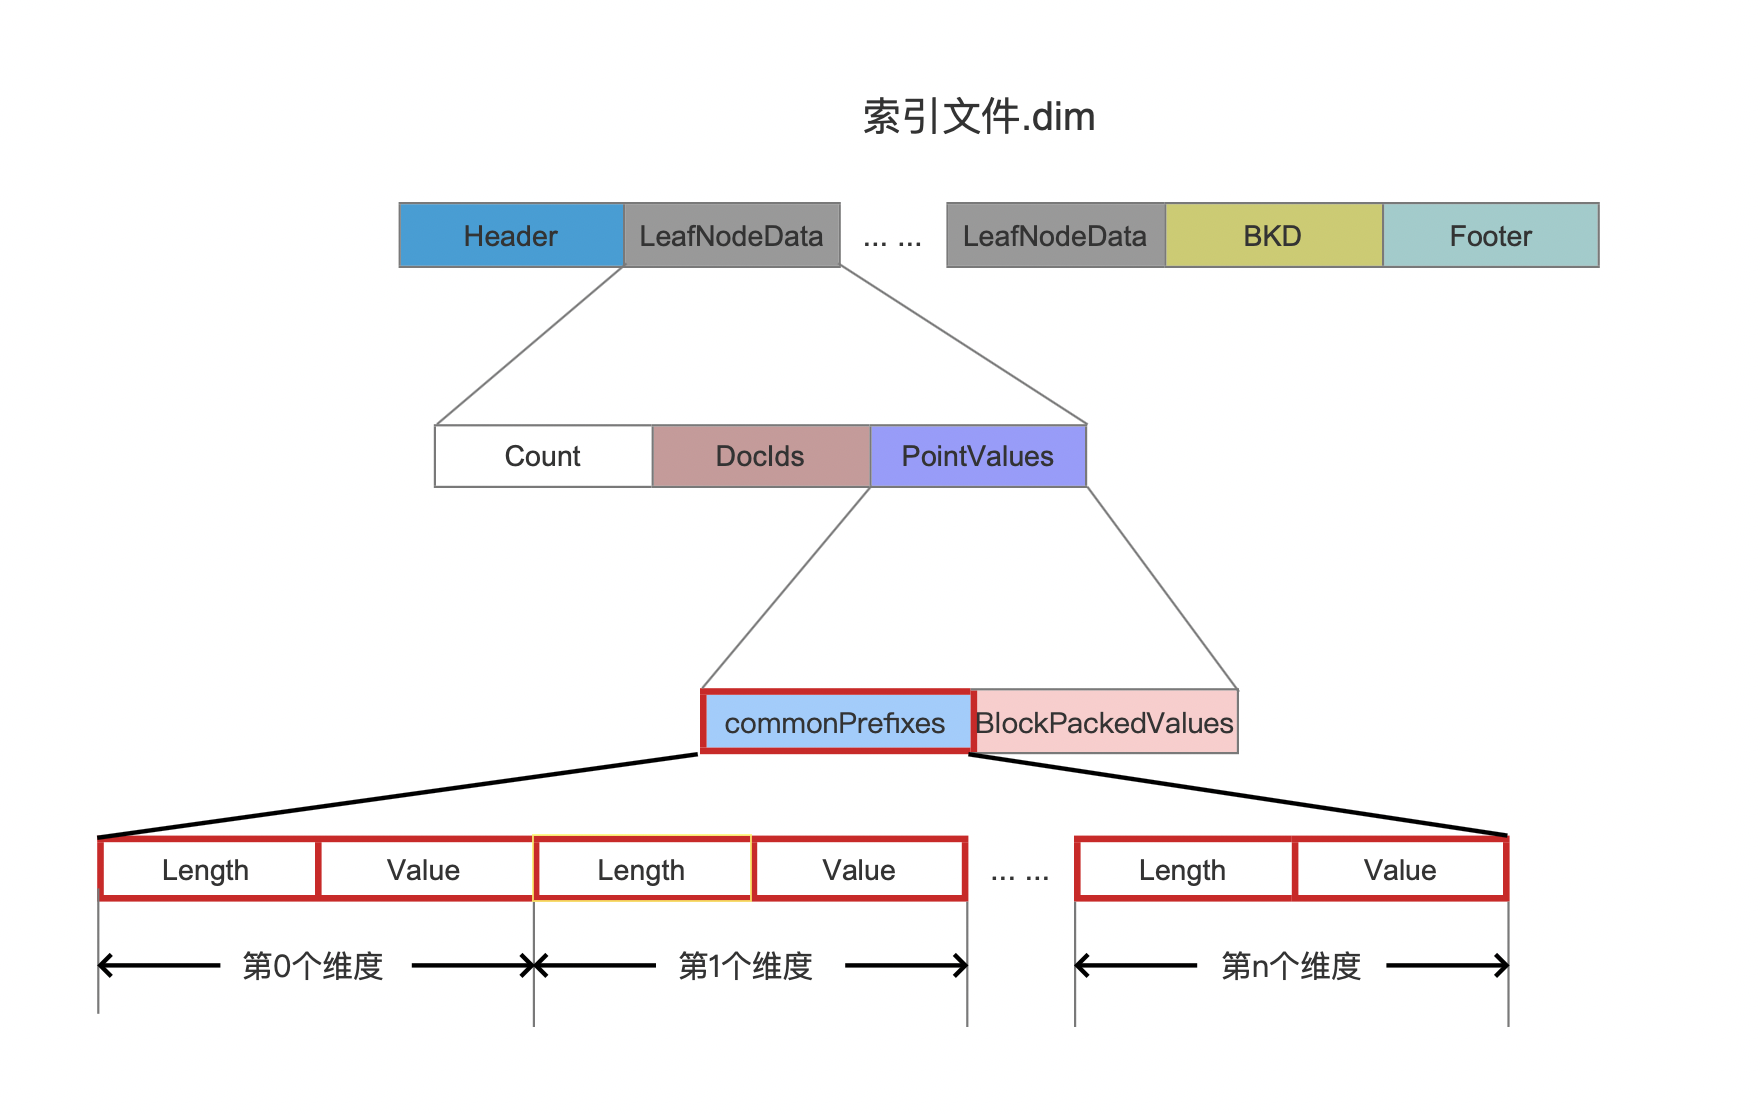 索引文件.dim
Header LeafNodeData ... ... LeafNodeData BKD Footer
Count DocIds PointValues
commonPrefixes BlockPackedValues
Length Value Length Value ... ... Length Value
第0个维度 第1个维度 第n个维度